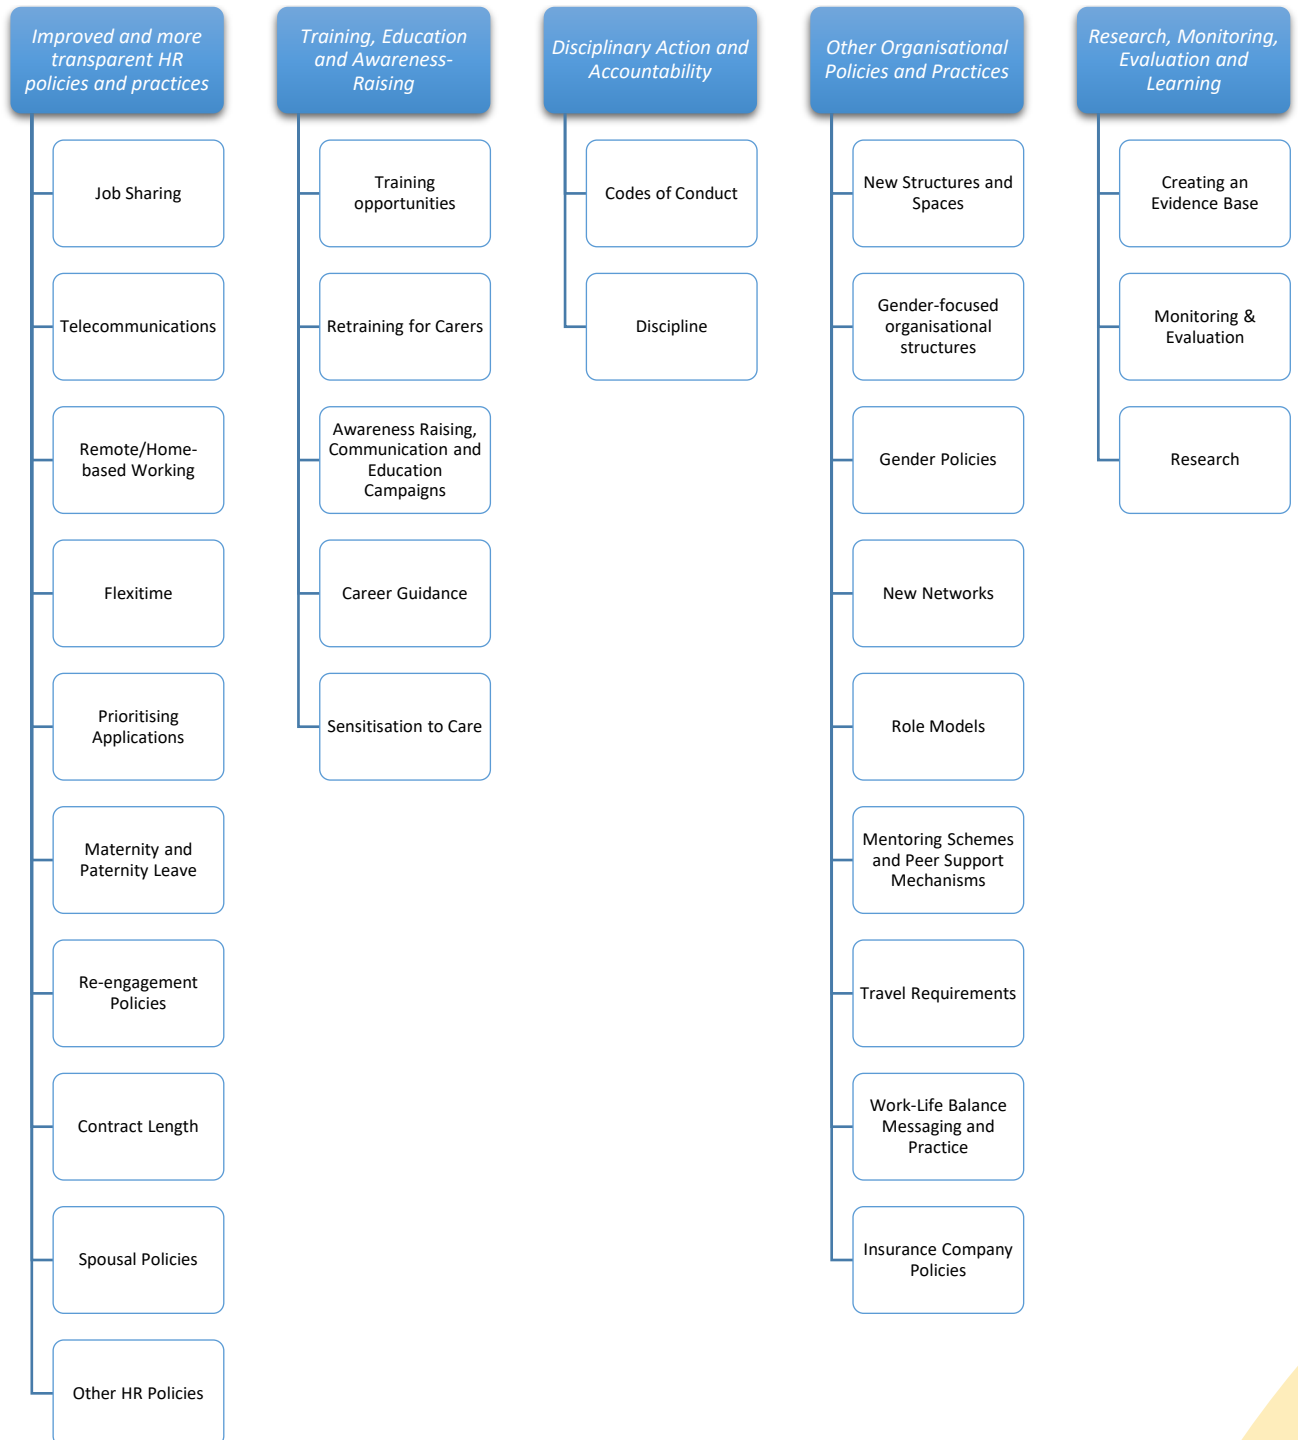 Improved and more
transparent HR
policies and practices
Job Sharing
Telecommunications
Remote/Home-
based Working
Flexitime
Prioritising
Applications
Maternity and
Paternity Leave
Re-engagement
Policies
Contract Length
Spousal Policies
Other HR Policies
Training, Education
and Awareness-
Raising
Training
opportunities
Retraining for Carers
Awareness Raising,
Communication and
Education
Campaigns
Career Guidance
Sensitisation to Care
Disciplinary Action and
Accountability
Codes of Conduct
Discipline
Other Organisational
Policies and Practices
New Structures and
Spaces
Gender-focused
organisational
structures
Gender Policies
New Networks
Role Models
Mentoring Schemes
and Peer Support
Mechanisms
Travel Requirements
Work-Life Balance
Messaging and
Practice
Insurance Company
Policies
Research, Monitoring,
Evaluation and
Learning
Creating an
Evidence Base
Monitoring &
Evaluation
Research